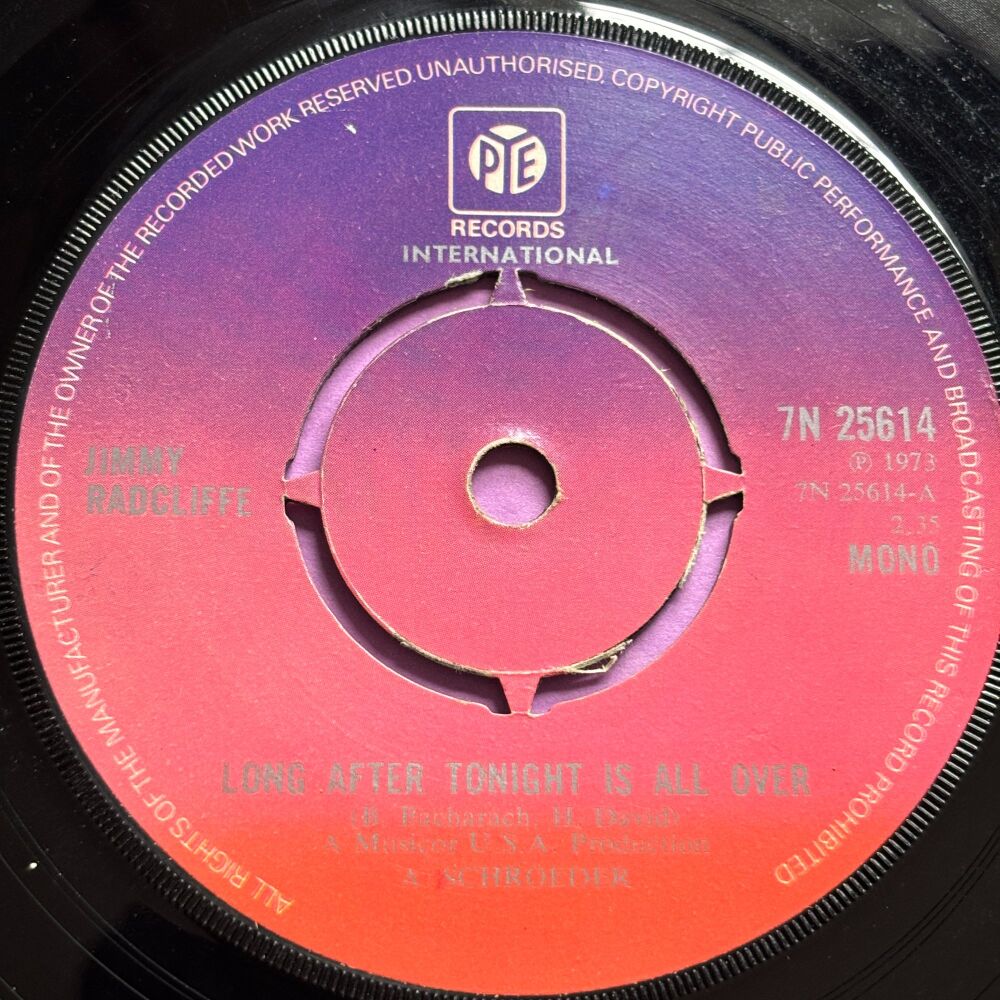 ALL RIGHTS OF THE MANUFACTURER AND OF THE OWNER OF THE RECORDED WORK RESERVED. UNAUTHORISED. COPYRIGHT PUBLIC PERFORMANCE AND BROADCASTING OF THIS RECORD PROHIBITED
PYE
RECORDS
INTERNATIONAL
JIMMY
RADCLIFFE
7N 25614
℗ 1973
7N 25614-A
2.35
MONO
LONG AFTER TONIGHT IS ALL OVER
(B. Bacharach; H. David)
A Musicor U.S.A. Production
A. SCHROEDER